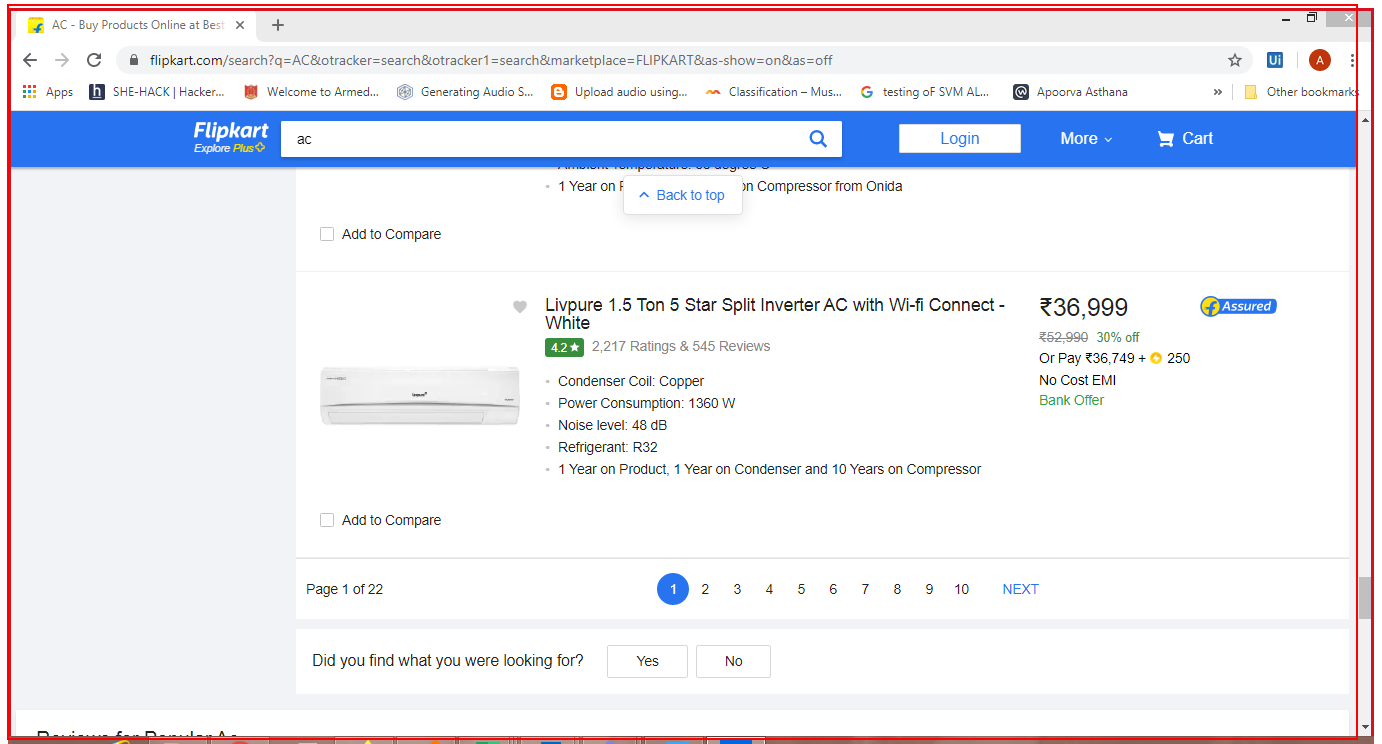 AC - Buy Products Online at Best
flipkart.com/search?q=AC&otracker=search&otracker1=search&marketplace=FLIPKART&as-show=on&as=off
Ui
A
Apps
h
SHE-HACK | Hacker...
Welcome to Armed...
Generating Audio S...
Upload audio using...
Classification – Mus...
testing oF SVM AL...
Apoorva Asthana
»
Other bookmarks
Flipkart
Explore Plus
ac
Login
More
Cart
1 Year on
on Compressor from Onida
Back to top
Add to Compare
Livpure 1.5 Ton 5 Star Split Inverter AC with Wi-fi Connect -
White
₹36,999
Assured
4.2★ 2,217 Ratings & 545 Reviews
₹52,990 30% off
Or Pay ₹36,749 + 250
No Cost EMI
Bank Offer
• Condenser Coil: Copper
• Power Consumption: 1360 W
• Noise level: 48 dB
• Refrigerant: R32
• 1 Year on Product, 1 Year on Condenser and 10 Years on Compressor
Add to Compare
Page 1 of 22
1 2 3 4 5 6 7 8 9 10 NEXT
Did you find what you were looking for?
Yes
No
Reviews for Popular Ac